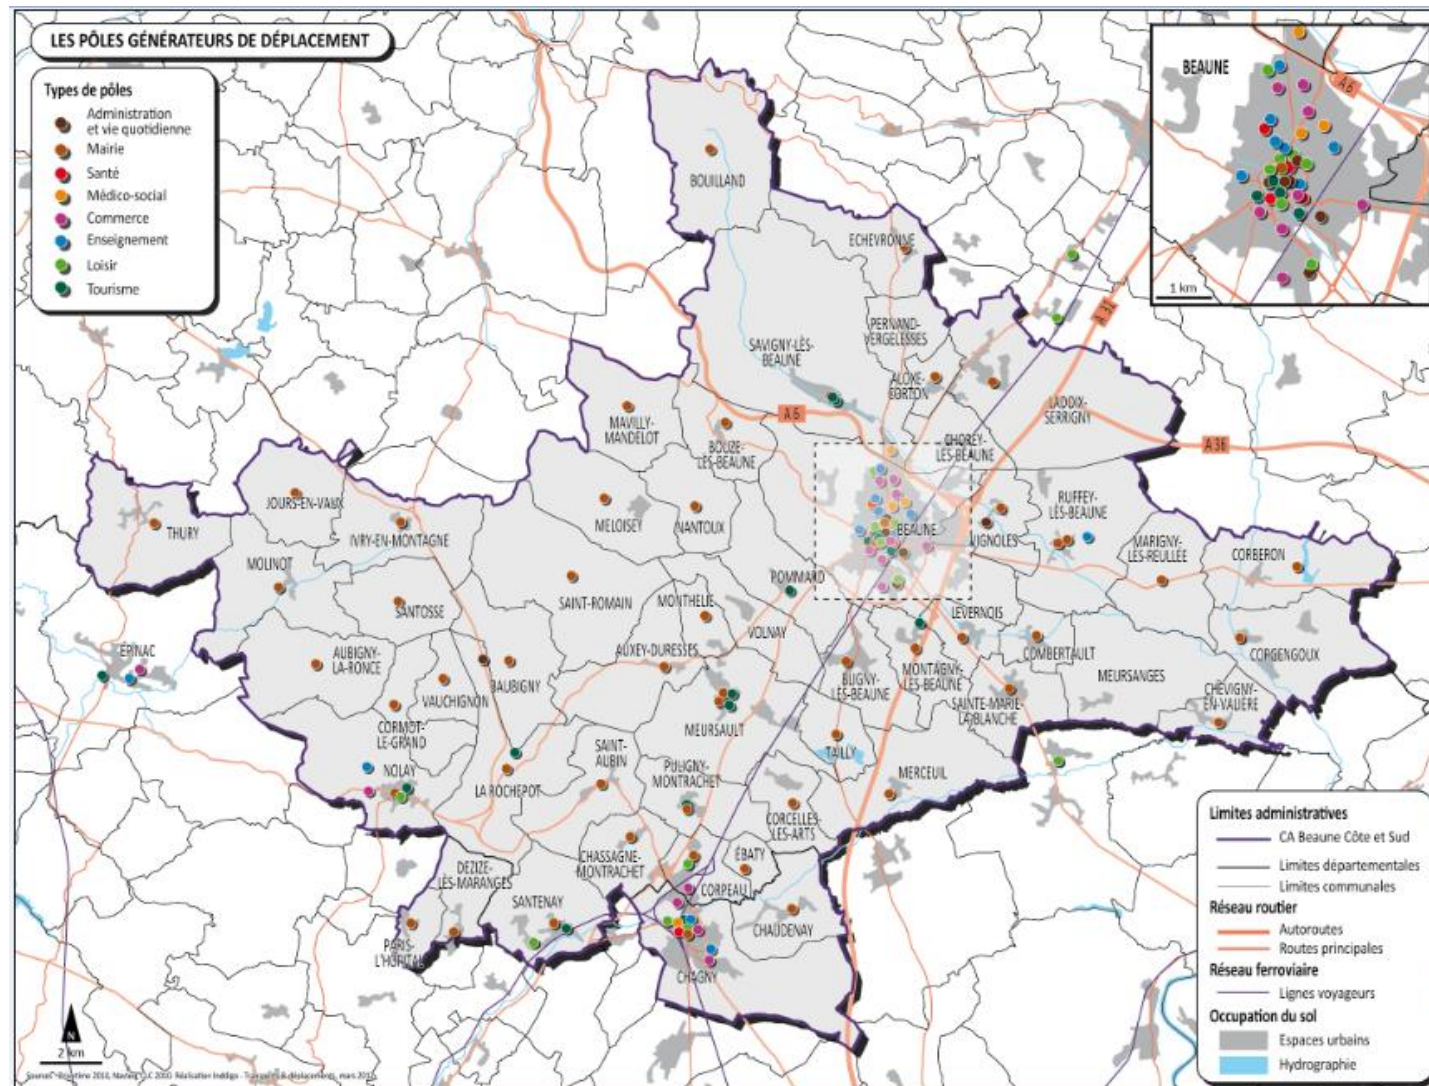 LES PÔLES GÉNÉRATEURS DE DÉPLACEMENT
Types de pôles
Administration
et vie quotidienne
Mairie
Santé
Médico-social
Commerce
Enseignement
Loisir
Tourisme
BEAUNE
A 6
1 km
BOUILLAND
ECHEVRONNE
PERNAND-
VERGELESSES
SAVIGNY-LÈS-
BEAUNE
ALOXE-
CORTON
LADOIX-
SERRIGNY
A 31
A 6
A 36
MAVILLY-
MANDELOT
BOUZE-
LÈS-BEAUNE
CHOREY-
LÈS-BEAUNE
JOURS-EN-VAUX
THURY
IVRY-EN-MONTAGNE
MELOISEY
NANTOUX
BEAUNE
VIGNOLES
RUFFEY-
LÈS-BEAUNE
MARIGNY-
LÈS-REULLÉE
CORBERON
MOLINOT
SANTOSSE
SAINT-ROMAIN
MONTHELIE
POMMARD
VOLNAY
LEVERNOIS
ÉPINAC
AUBIGNY-
LA-RONCE
VAUCHIGNON
BAUBIGNY
AUXEY-DURESSES
BLIGNY-
LÈS-BEAUNE
MONTAGNY-
LÈS-BEAUNE
COMBERTAULT
MEURSANGES
CORGENGOUX
CHEVIGNY-
EN-VALIÈRE
SAINTE-MARIE-
LA-BLANCHE
CORMOT-
LE-GRAND
MEURSAULT
TAILLY
MERCEUIL
NOLAY
LA ROCHEPOT
SAINT-
AUBIN
PULIGNY-
MONTRACHET
CORCELLES-
LES-ARTS
CHASSAGNE-
MONTRACHET
ÉBATY
CORPEAU
DEZIZE-
LÈS-MARANGES
SANTENAY
CHAUDENAY
PARIS-
L'HÔPITAL
CHAGNY
Limites administratives
CA Beaune Côte et Sud
Limites départementales
Limites communales
Réseau routier
Autoroutes
Routes principales
Réseau ferroviaire
Lignes voyageurs
Occupation du sol
Espaces urbains
Hydrographie
N
2 km